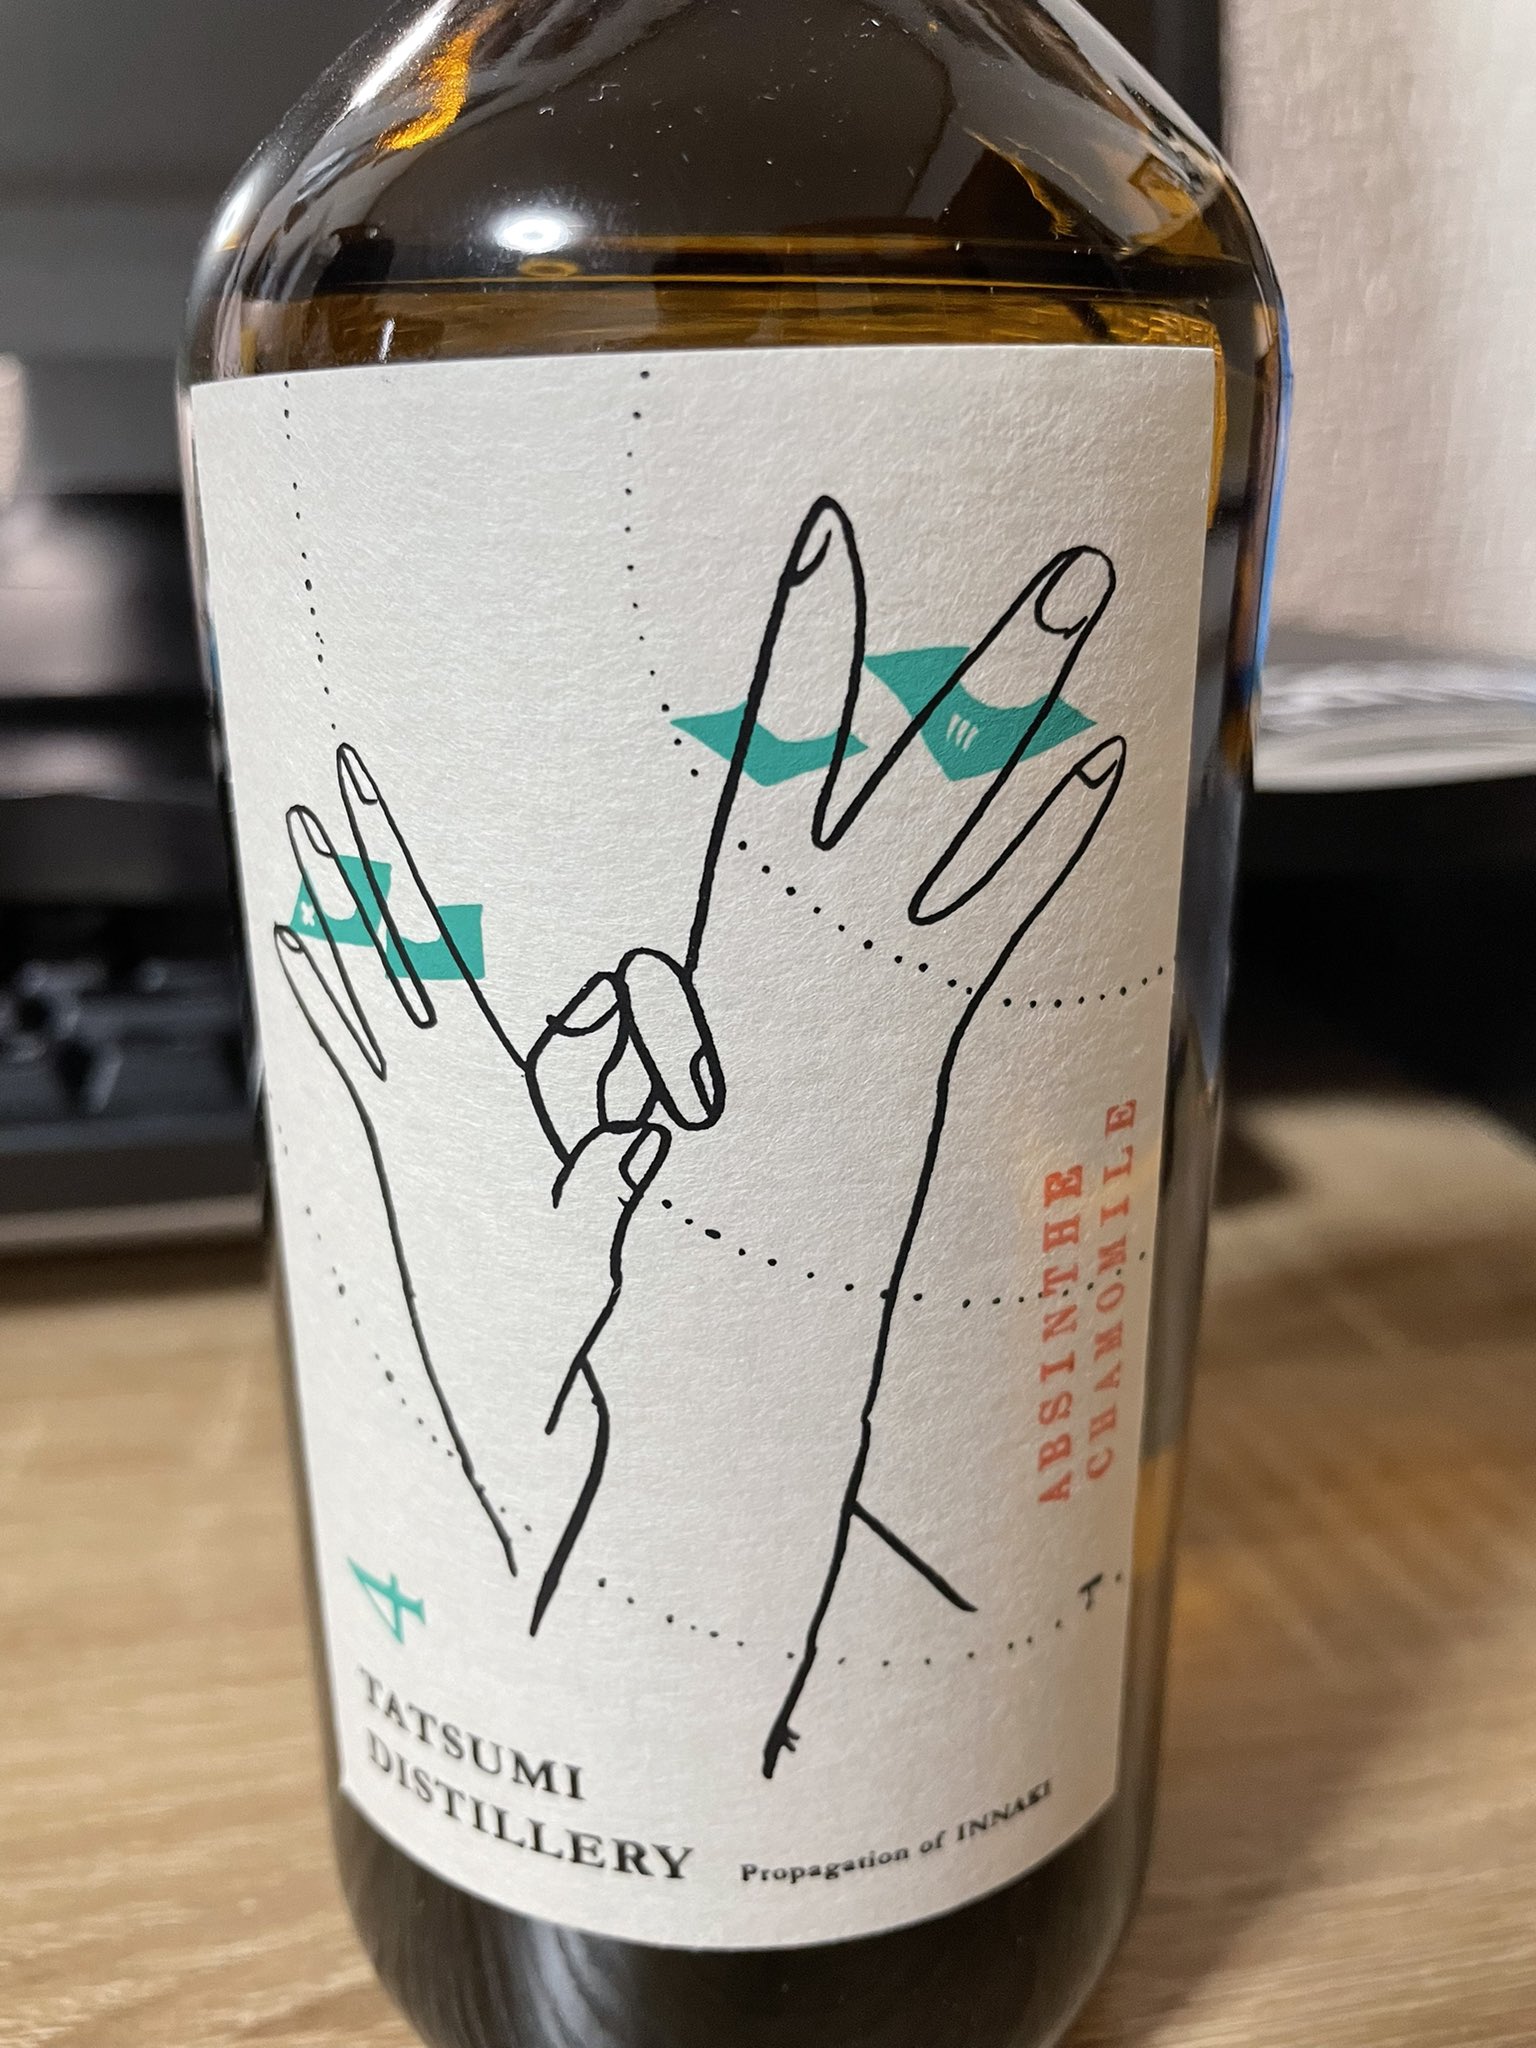 ABSINTHE
CHAMOMILE
4
TATSUMI
DISTILLERY
Propagation of INNAKI